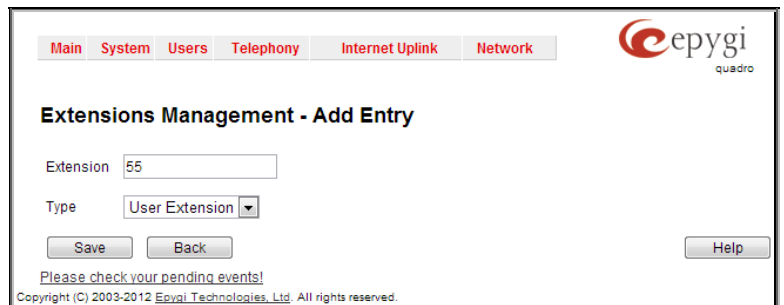 Main System Users Telephony Internet Uplink Network
epygi
quadro
Extensions Management - Add Entry
Extension 55
Type User Extension
Save Back Help
Please check your pending events!
Copyright (C) 2003-2012 Epygi Technologies, Ltd. All rights reserved.